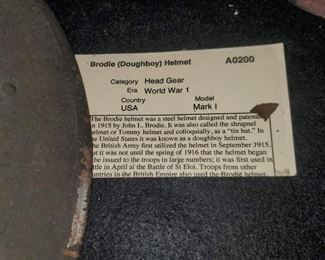 Brodie (Doughboy) Helmet A0200
Category Head Gear
Era World War 1
Country Model
USA Mark I
The Brodie helmet was a steel helmet designed and patente
in 1915 by John L. Brodie. It was also called the shrapnel
helmet or Tommy helmet and colloquially, as a "tin hat." In
the United States it was known as a doughboy helmet.
the British Army first utilized the helmet in September 1915,
but it was not until the spring of 1916 that the helmet began
be issued to the troops in large numbers; it was first used in
ttle in April at the Battle of St Eloi. Troops from other
untries in the British Empire also used the Brodie helmet